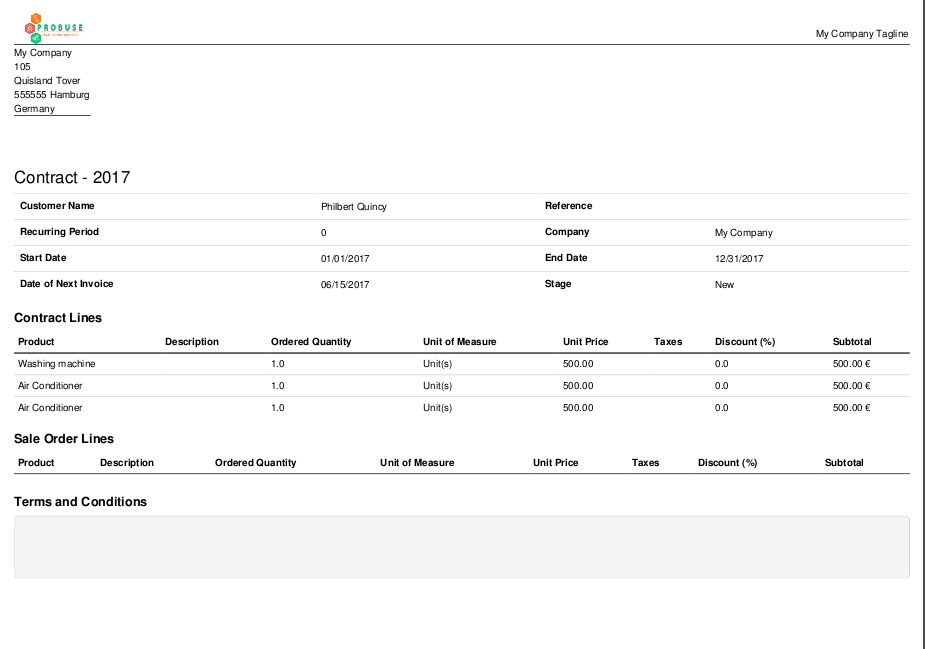 PROBUSE
My Company Tagline
My Company
105
Quisland Tover
555555 Hamburg
Germany
Contract - 2017
Customer Name Philbert Quincy Reference
Recurring Period 0 Company My Company
Start Date 01/01/2017 End Date 12/31/2017
Date of Next Invoice 06/15/2017 Stage New
Contract Lines
Product Description Ordered Quantity Unit of Measure Unit Price Taxes Discount (%) Subtotal
Washing machine 1.0 Unit(s) 500.00 0.0 500.00 €
Air Conditioner 1.0 Unit(s) 500.00 0.0 500.00 €
Air Conditioner 1.0 Unit(s) 500.00 0.0 500.00 €
Sale Order Lines
Product Description Ordered Quantity Unit of Measure Unit Price Taxes Discount (%) Subtotal
Terms and Conditions